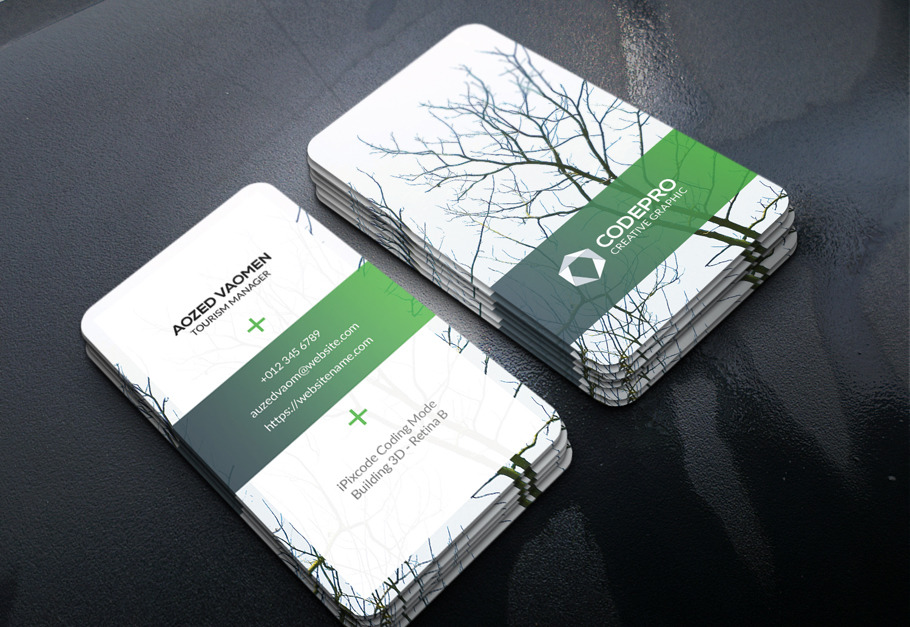 AOZED VAOMEN
TOURISM MANAGER
+012 345 6789
auzedvaom@website.com
https://websitename.com
iPixcode Coding Mode
Building 3D - Retina B
CODEPRO
CREATIVE GRAPHIC